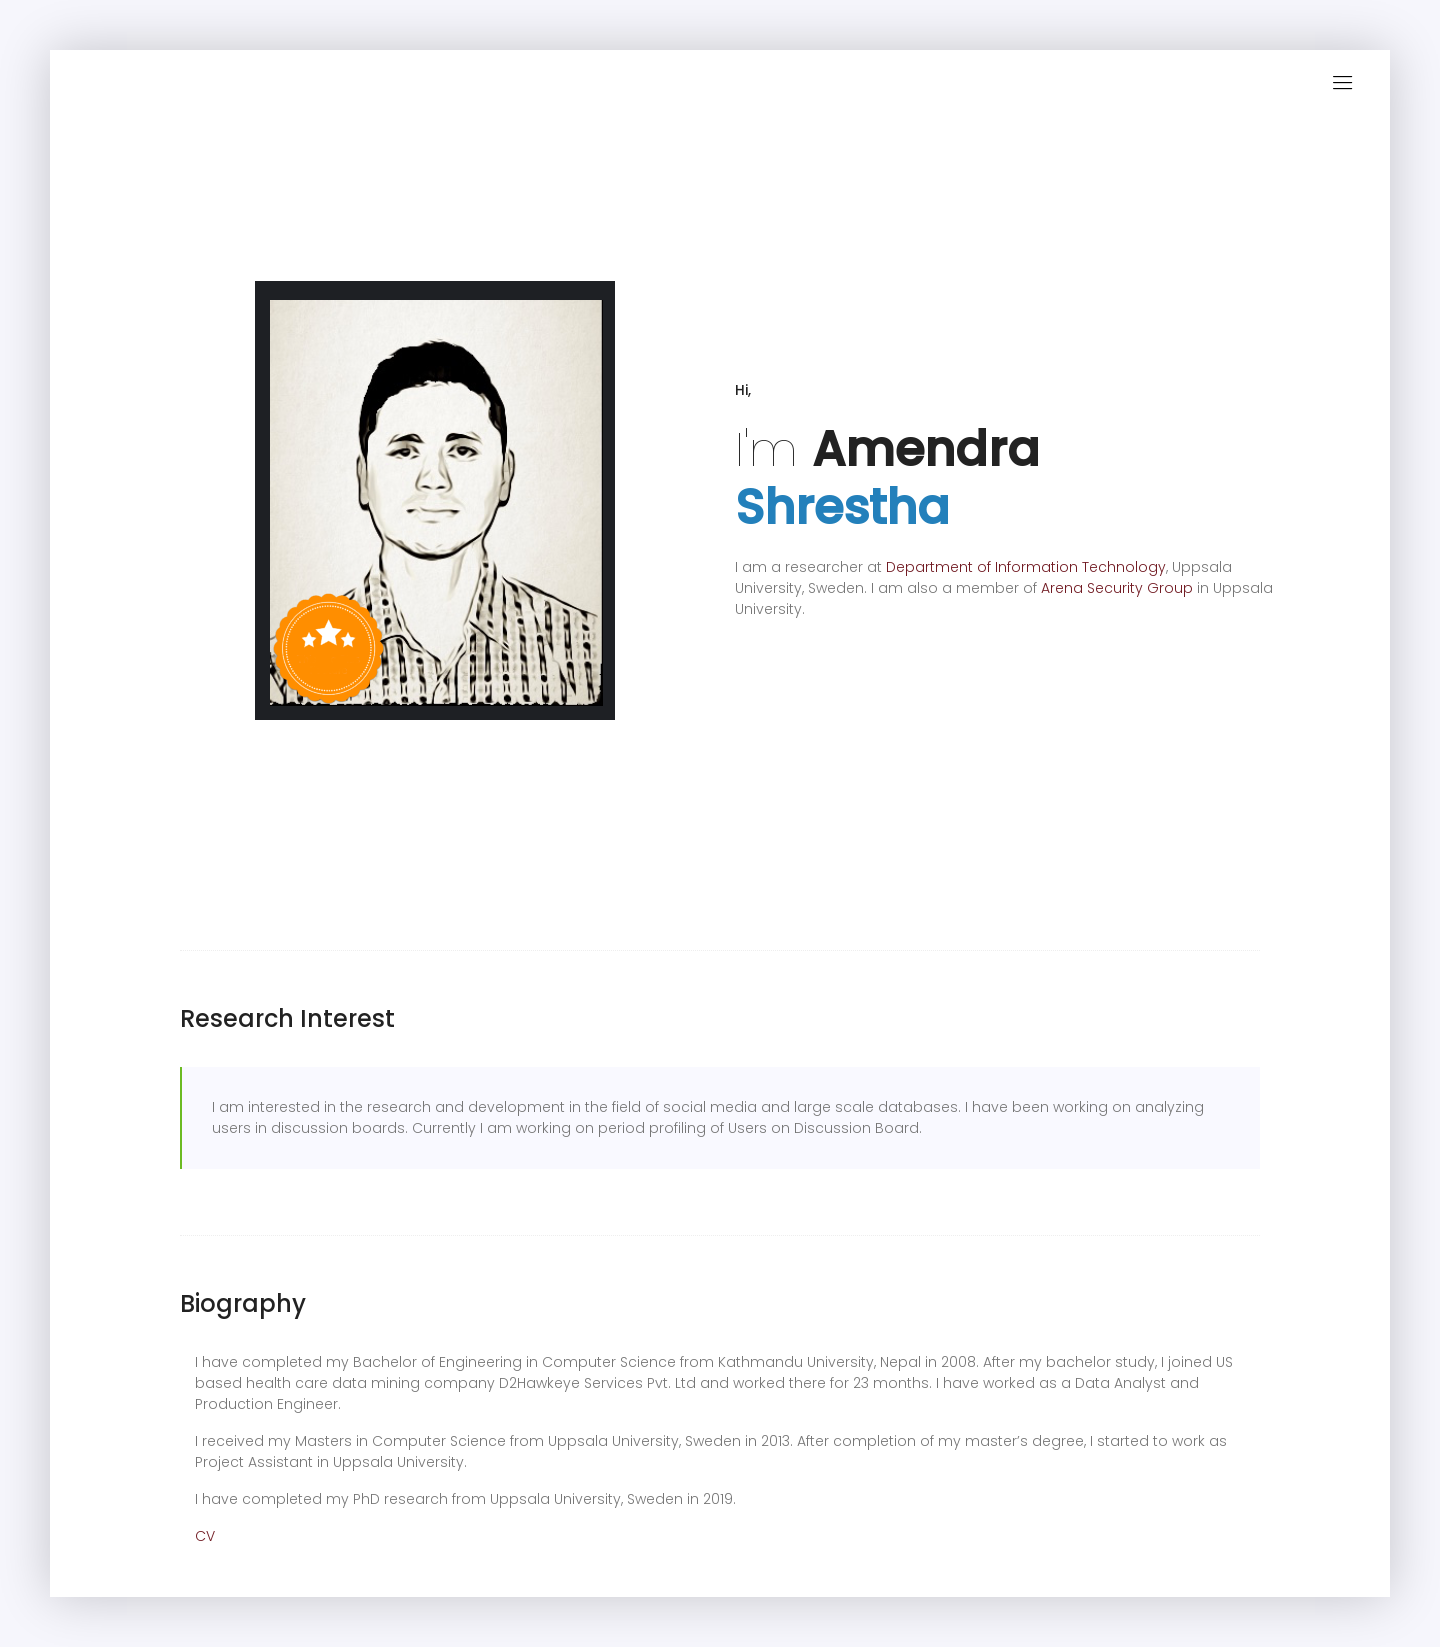 Hi,
I'm Amendra
Shrestha
I am a researcher at Department of Information Technology, Uppsala
University, Sweden. I am also a member of Arena Security Group in Uppsala
University.
Research Interest
I am interested in the research and development in the field of social media and large scale databases. I have been working on analyzing
users in discussion boards. Currently I am working on period profiling of Users on Discussion Board.
Biography
I have completed my Bachelor of Engineering in Computer Science from Kathmandu University, Nepal in 2008. After my bachelor study, I joined US
based health care data mining company D2Hawkeye Services Pvt. Ltd and worked there for 23 months. I have worked as a Data Analyst and
Production Engineer.
I received my Masters in Computer Science from Uppsala University, Sweden in 2013. After completion of my master’s degree, I started to work as
Project Assistant in Uppsala University.
I have completed my PhD research from Uppsala University, Sweden in 2019.
CV